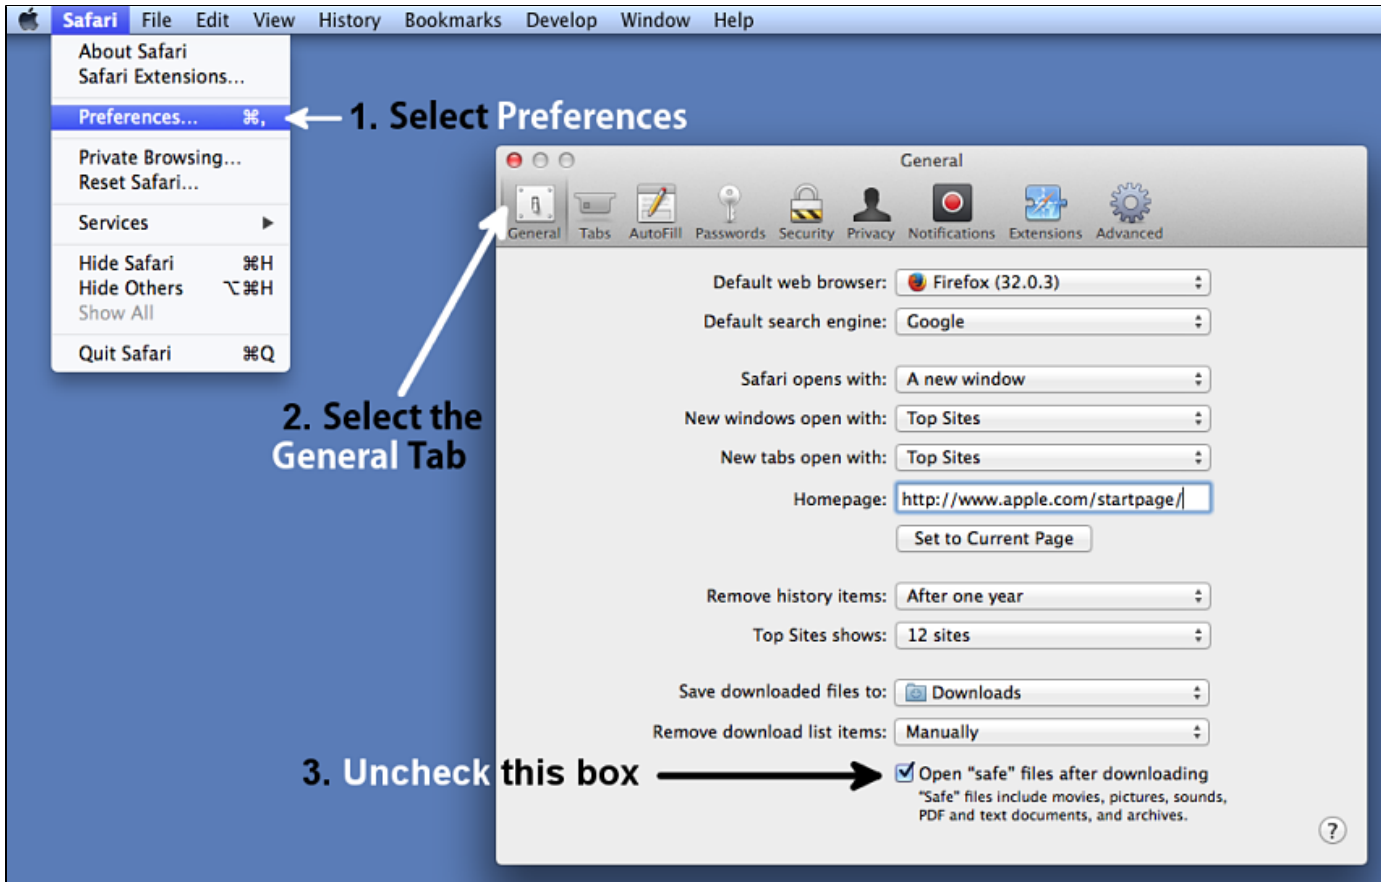 Safari File Edit View History Bookmarks Develop Window Help
About Safari
Safari Extensions...
Preferences... ⌘,
1. Select Preferences
Private Browsing...
Reset Safari...
Services ▶
Hide Safari ⌘H
Hide Others ⌥⌘H
Show All
Quit Safari ⌘Q
2. Select the
General Tab
General
General Tabs AutoFill Passwords Security Privacy Notifications Extensions Advanced
Default web browser: Firefox (32.0.3)
Default search engine: Google
Safari opens with: A new window
New windows open with: Top Sites
New tabs open with: Top Sites
Homepage: http://www.apple.com/startpage/
Set to Current Page
Remove history items: After one year
Top Sites shows: 12 sites
Save downloaded files to: Downloads
Remove download list items: Manually
3. Uncheck this box
Open “safe” files after downloading
“Safe” files include movies, pictures, sounds,
PDF and text documents, and archives.
?